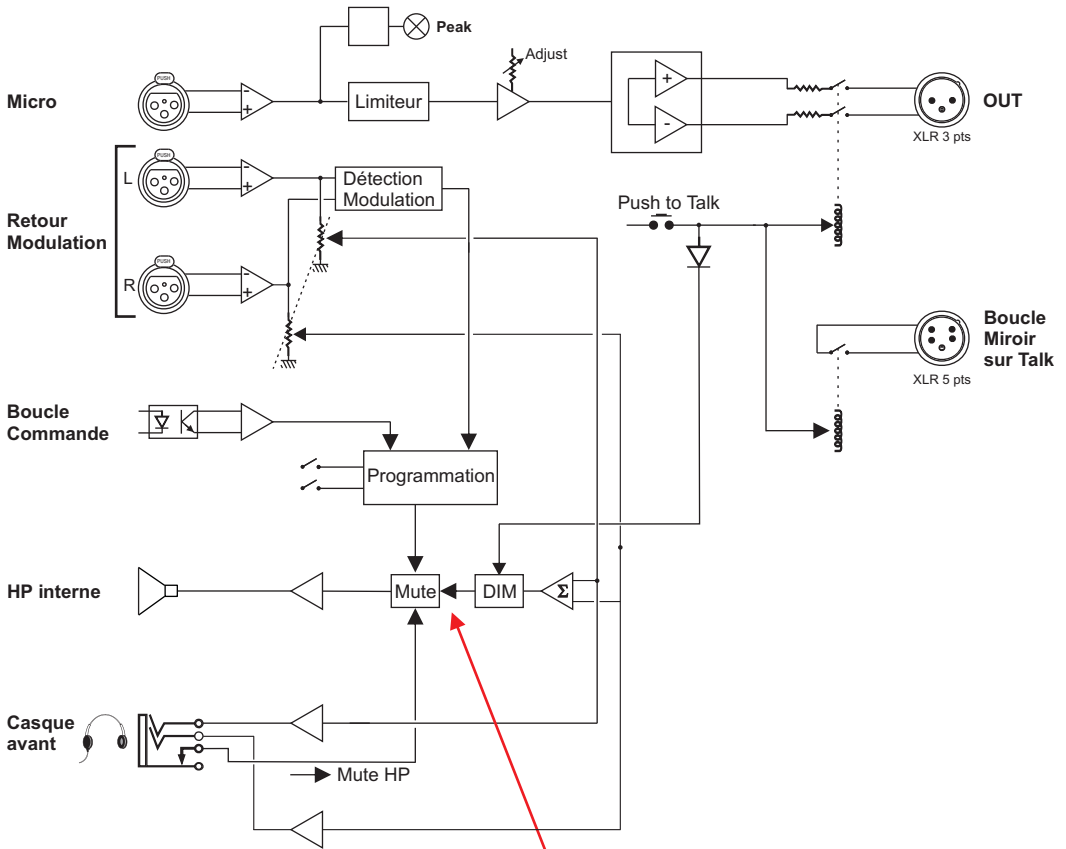 Peak
Adjust
Micro
PUSH
Limiteur
+
-
OUT
XLR 3 pts
Retour
Modulation
L
PUSH
Détection
Modulation
R
PUSH
Push to Talk
Boucle
Miroir
sur Talk
XLR 5 pts
Boucle
Commande
Programmation
HP interne
Mute
DIM
Σ
Casque
avant
Mute HP